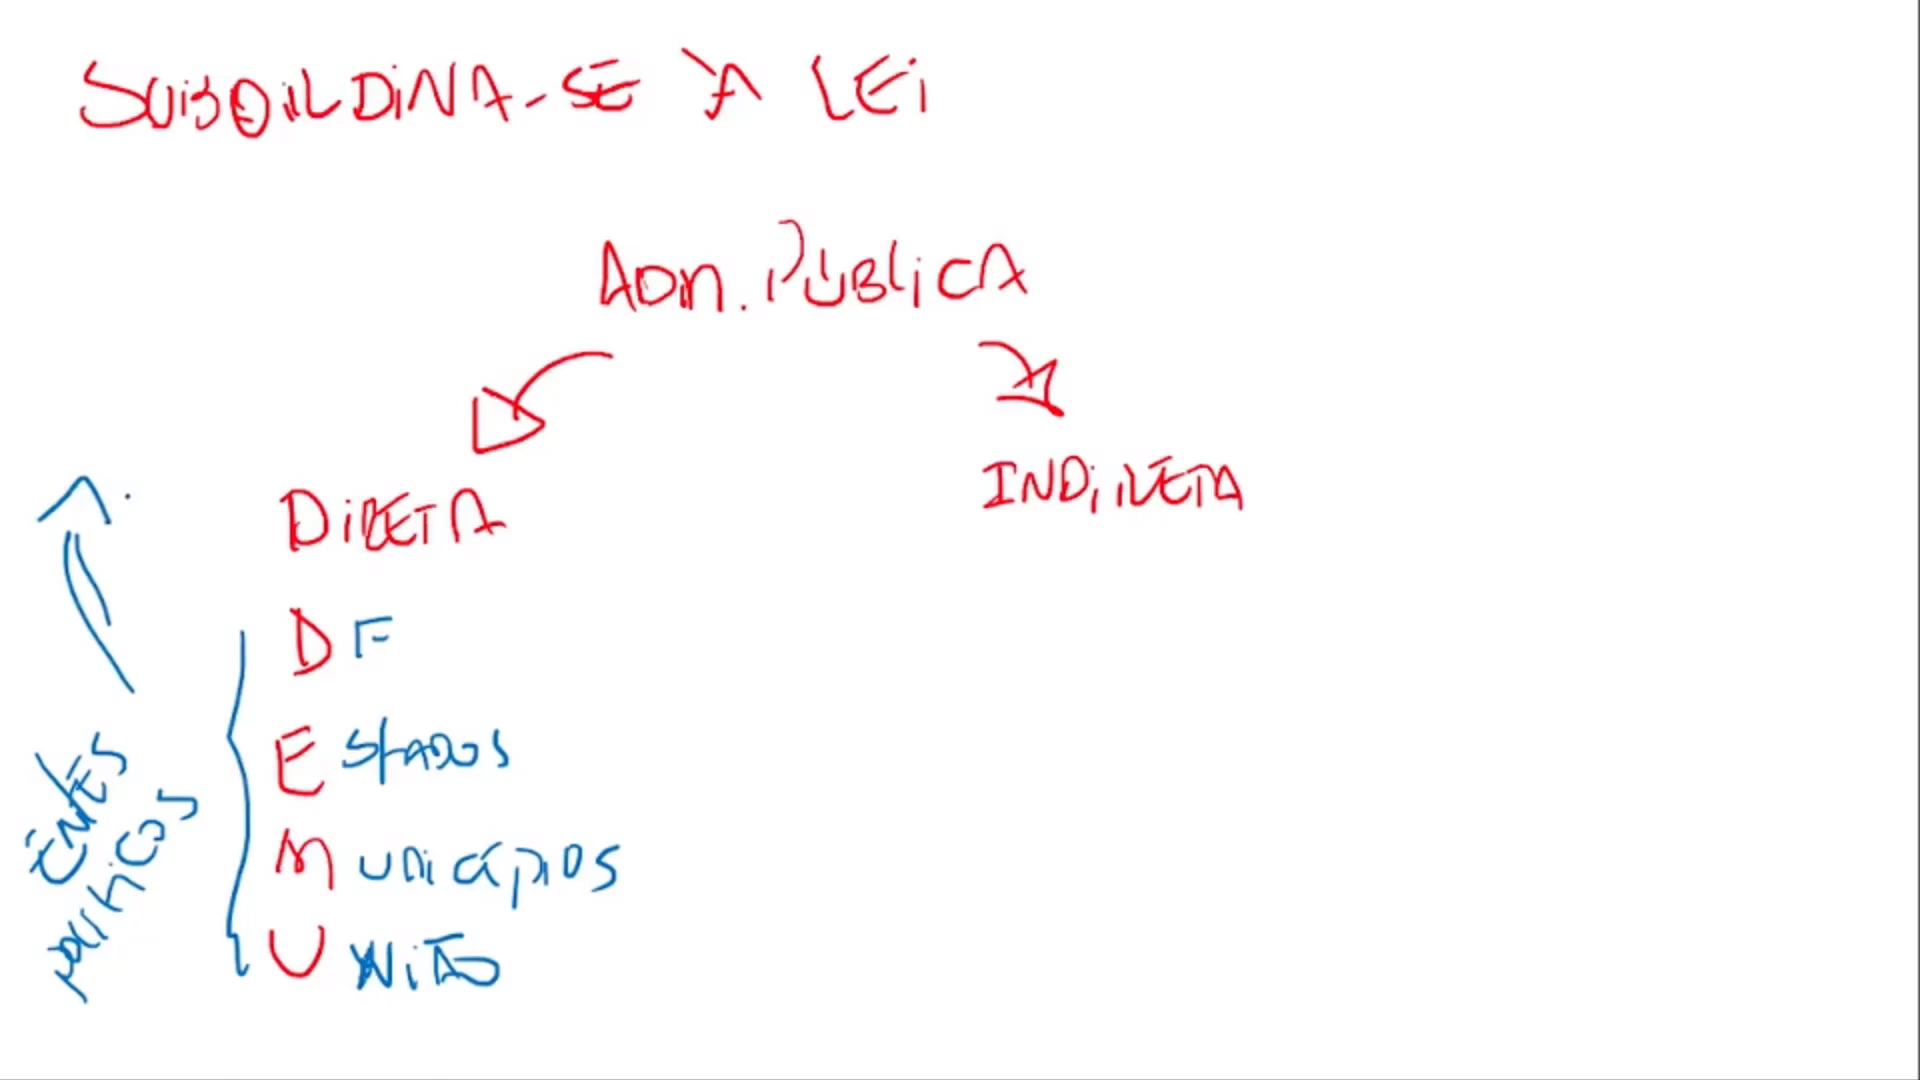 SUBORDINA-SE À LEI
ADM. PÚBLICA
DIRETA
INDIRETA
DF
ESTADOS
MUNICÍPIOS
UNIÃO
ENTES
POLÍTICOS